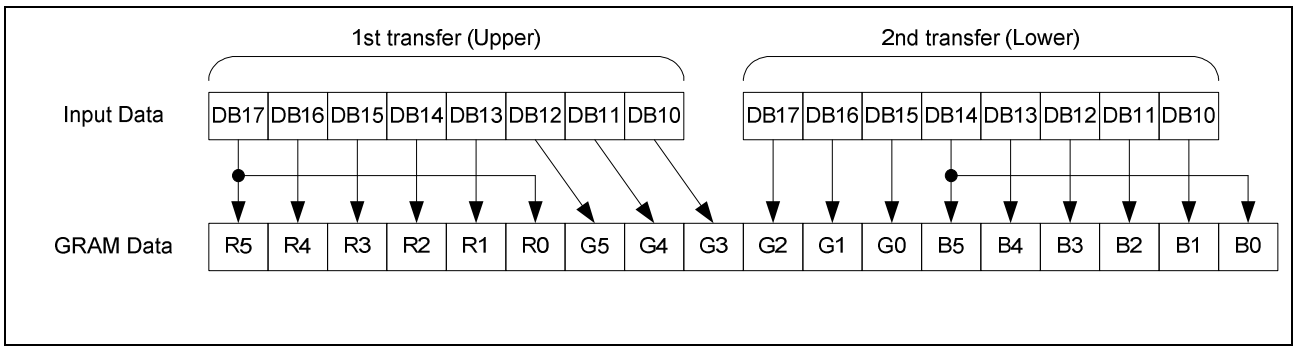 1st transfer (Upper) 2nd transfer (Lower)
Input Data DB17 DB16 DB15 DB14 DB13 DB12 DB11 DB10 DB17 DB16 DB15 DB14 DB13 DB12 DB11 DB10
GRAM Data R5 R4 R3 R2 R1 R0 G5 G4 G3 G2 G1 G0 B5 B4 B3 B2 B1 B0